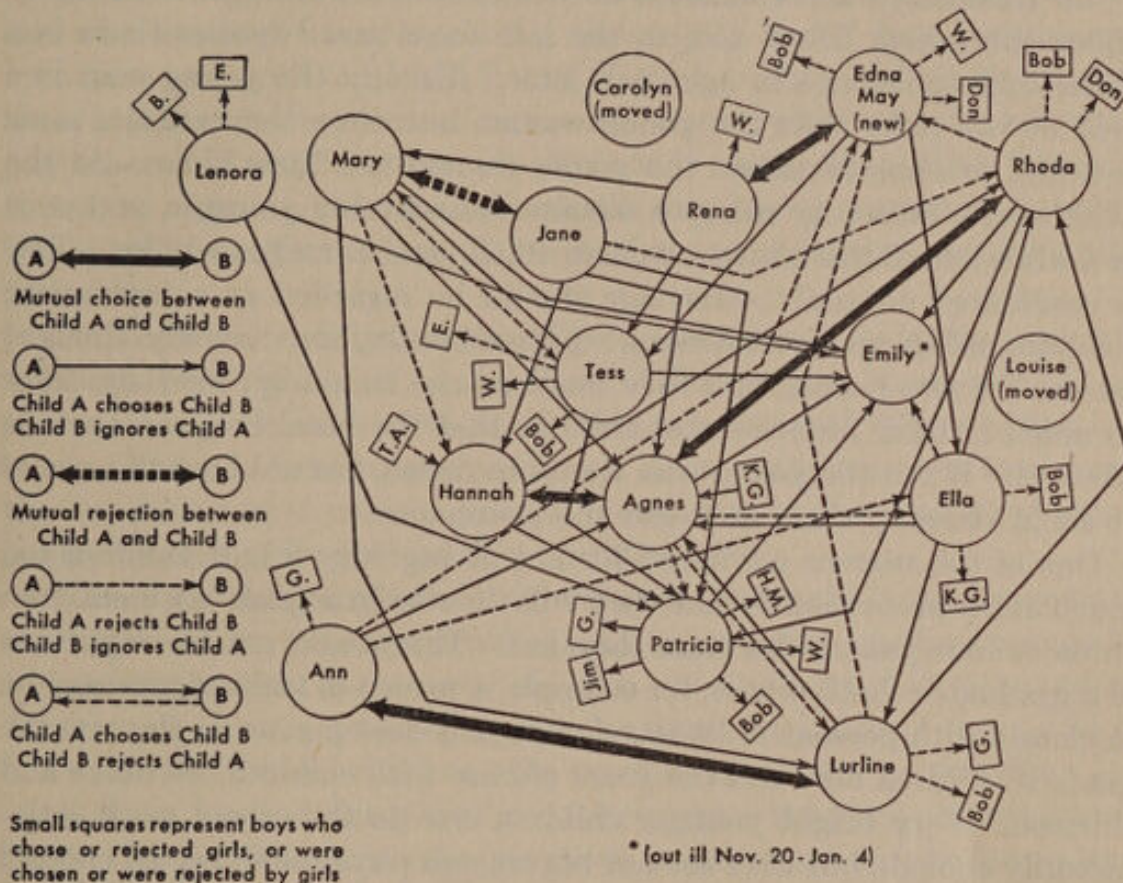 Bob
W.
Edna
May
(new)
Don
Bob
Don
Rhoda
Carolyn
(moved)
W.
E.
B.
Lenora
Mary
Jane
Rena
A
B
Mutual choice between
Child A and Child B
A
B
Child A chooses Child B
Child B ignores Child A
A
B
Mutual rejection between
Child A and Child B
A
B
Child A rejects Child B
Child B ignores Child A
A
B
Child A chooses Child B
Child B rejects Child A
Small squares represent boys who
chose or rejected girls, or were
chosen or were rejected by girls
E.
W.
Tess
Bob
Emily*
Louise
(moved)
T.A.
Hannah
Agnes
K.G.
Ella
Bob
K.G.
G.
Ann
G.
Jim
Patricia
H.W.
W.
Bob
Lurline
G.
Bob
* (out ill Nov. 20 - Jan. 4)